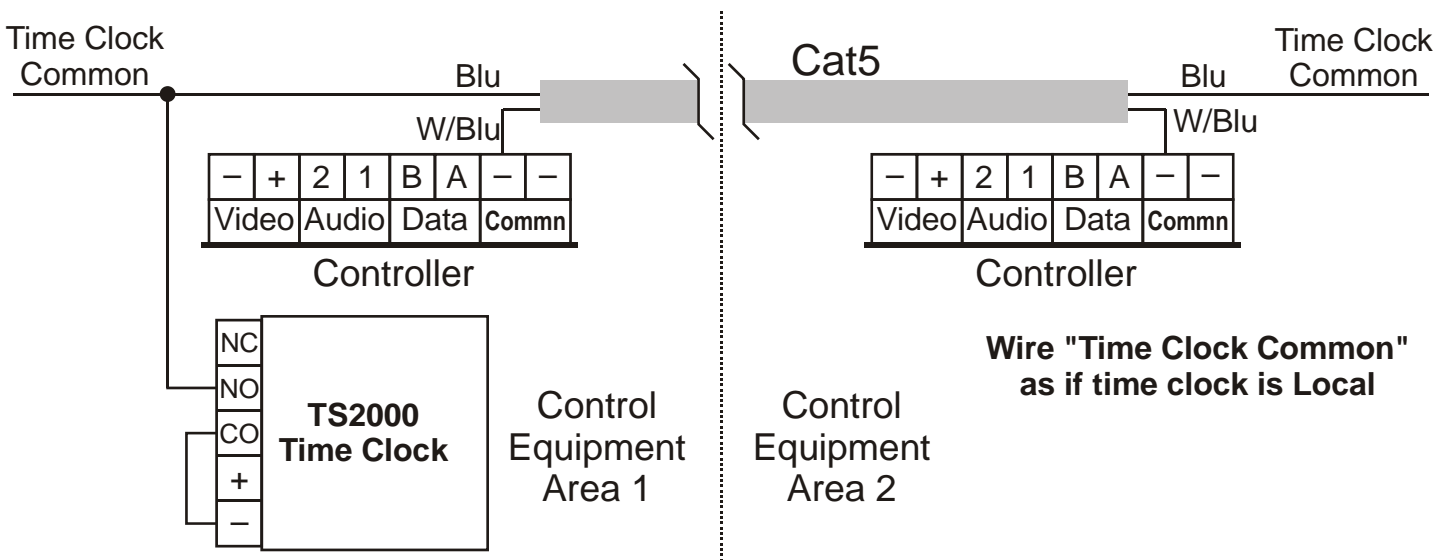 Time Clock
Common
Blu
W/Blu
Cat5
Blu
W/Blu
Time Clock
Common
– + 2 1 B A – –
Video Audio Data Commn
Controller
– + 2 1 B A – –
Video Audio Data Commn
Controller
NC
NO
CO
+
–
TS2000
Time Clock
Control
Equipment
Area 1
Control
Equipment
Area 2
Wire "Time Clock Common"
as if time clock is Local